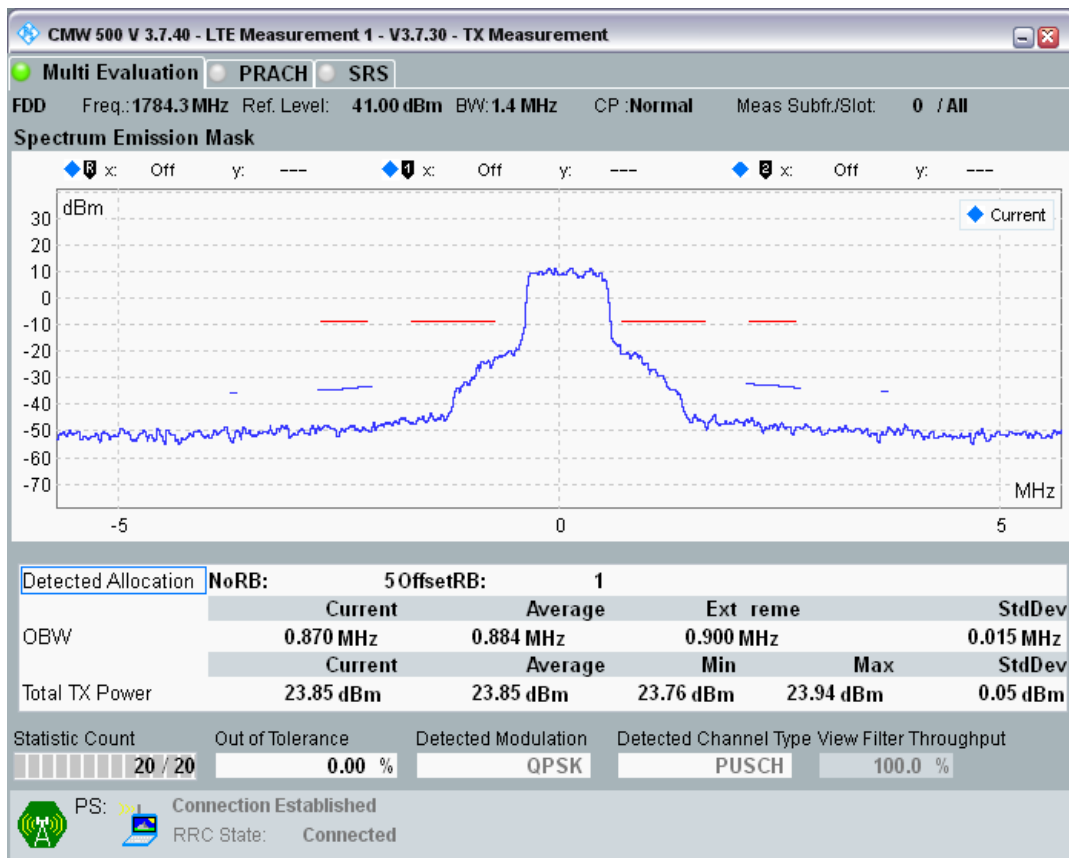 CMW 500 V 3.7.40 - LTE Measurement 1 - V3.7.30 - TX Measurement
Multi Evaluation PRACH SRS
FDD Freq.: 1784.3 MHz Ref. Level: 41.00 dBm BW: 1.4 MHz CP :Normal Meas Subfr./Slot: 0 / All
Spectrum Emission Mask
R x: Off y: --- 1 x: Off y: --- 2 x: Off y: ---
dBm
Current
30
20
10
0
-10
-20
-30
-40
-50
-60
-70
MHz
-5 0 5
Detected Allocation NoRB: 5 OffsetRB: 1
Current Average Ext reme StdDev
OBW 0.870 MHz 0.884 MHz 0.900 MHz 0.015 MHz
Current Average Min Max StdDev
Total TX Power 23.85 dBm 23.85 dBm 23.76 dBm 23.94 dBm 0.05 dBm
Statistic Count Out of Tolerance Detected Modulation Detected Channel Type View Filter Throughput
20 / 20 0.00 % QPSK PUSCH 100.0 %
PS: Connection Established
RRC State: Connected